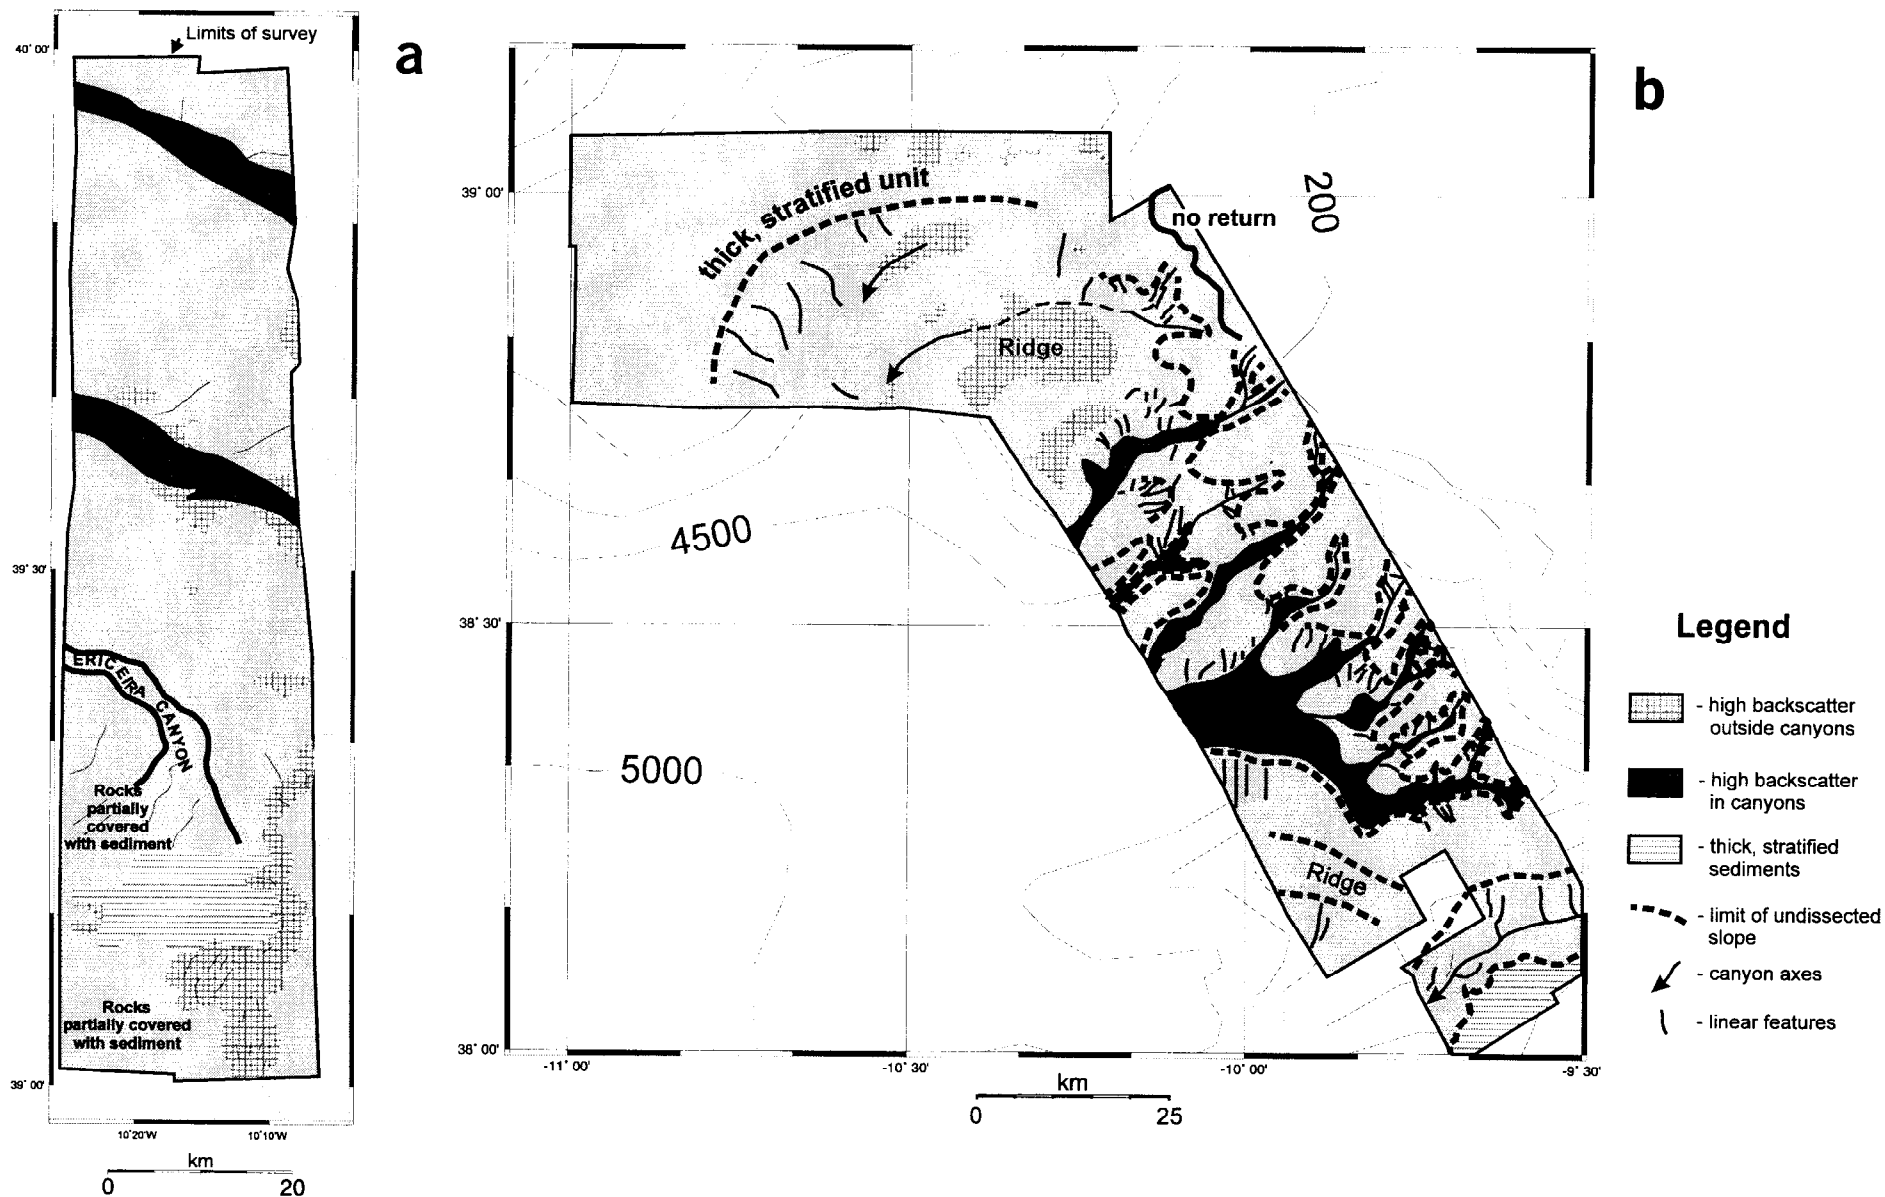 Limits of survey
40° 00'
39° 50'
39° 00'
ERICEIRA CANYON
Rocks
partially
covered
with sediment
Rocks
partially covered
with sediment
10°20'W
10°10'W
km
0
20
a
b
39° 00'
38° 50'
38° 00'
-11° 00'
-10° 30'
-10° 00'
-9° 30'
thick, stratified unit
no return
200
Ridge
4500
5000
Ridge
km
0
25
Legend
- high backscatter
outside canyons
- high backscatter
in canyons
- thick, stratified
sediments
- limit of undissected
slope
- canyon axes
- linear features